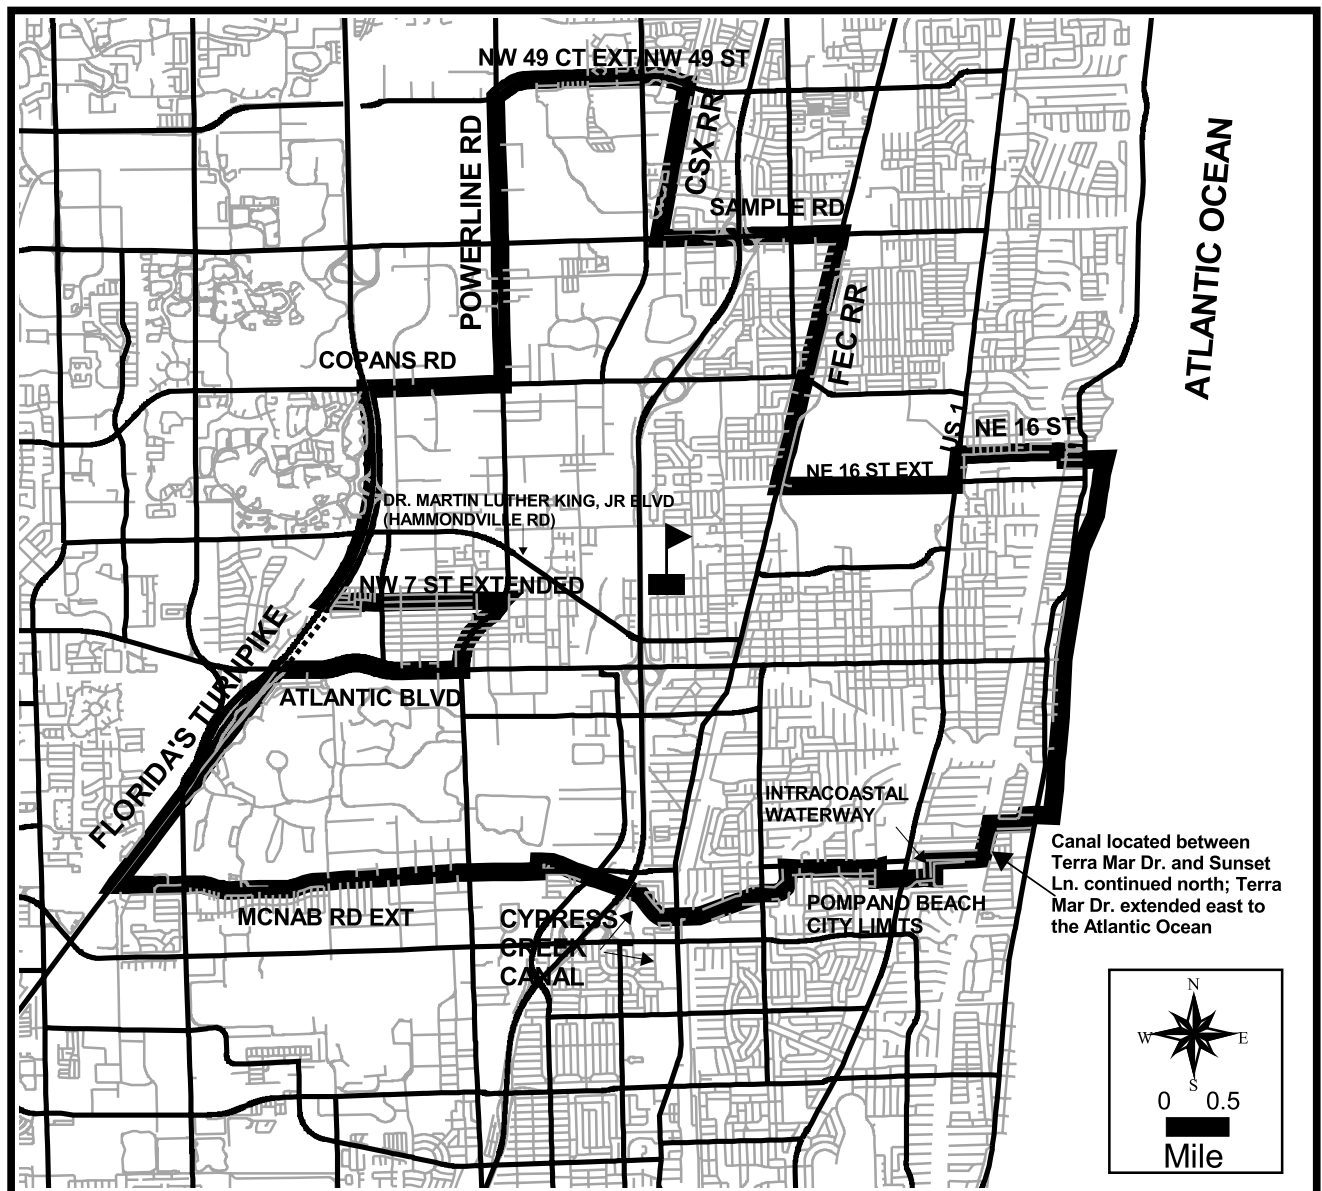 NW 49 CT EXT/NW 49 ST
CSX RR
POWERLINE RD
SAMPLE RD
ATLANTIC OCEAN
FEC RR
COPANS RD
US 1
NE 16 ST
NE 16 ST EXT
DR. MARTIN LUTHER KING, JR BLVD
(HAMMONDVILLE RD)
NW 7 ST EXTENDED
FLORIDA'S TURNPIKE
ATLANTIC BLVD
INTRACOASTAL
WATERWAY
Canal located between
Terra Mar Dr. and Sunset
Ln. continued north; Terra
Mar Dr. extended east to
the Atlantic Ocean
MCNAB RD EXT
CYPRESS
CREEK
CANAL
POMPANO BEACH
CITY LIMITS
N
W E
S
0 0.5
Mile